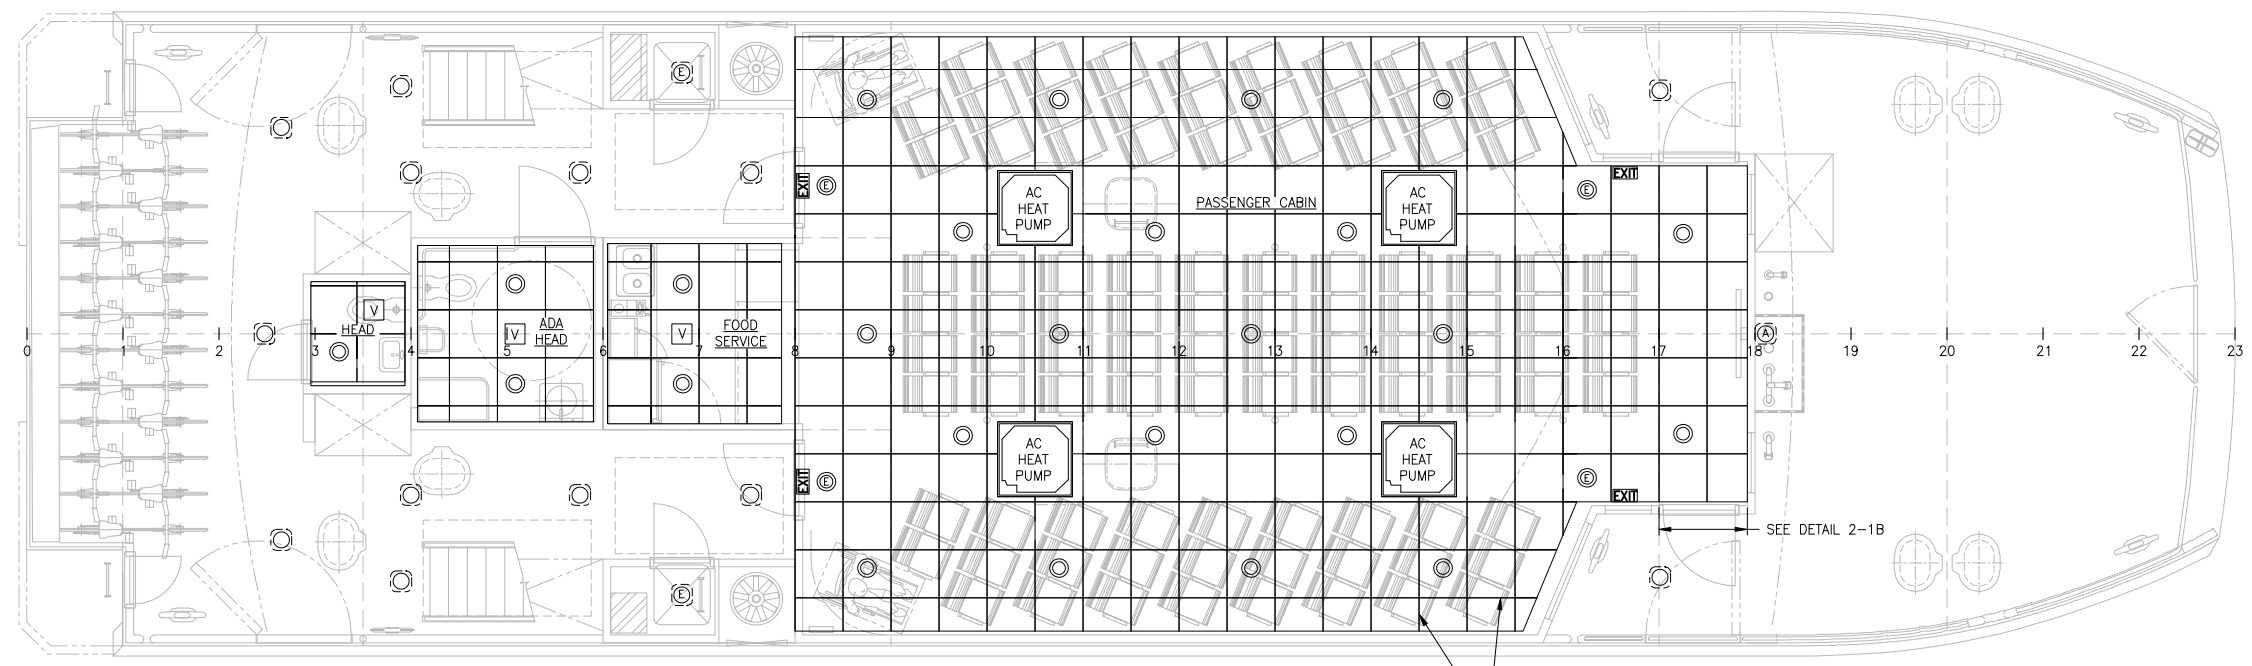 E
EXIT
E
AC
HEAT
PUMP
PASSENGER CABIN
AC
HEAT
PUMP
E
EXIT
V
HEAD
V
ADA
HEAD
V
FOOD
SERVICE
A
0 1 2 3 4 5 6 7 8 9 10 11 12 13 14 15 16 17 18 19 20 21 22 23
EXIT
E
AC
HEAT
PUMP
AC
HEAT
PUMP
E
EXIT
SEE DETAIL 2-1B
E